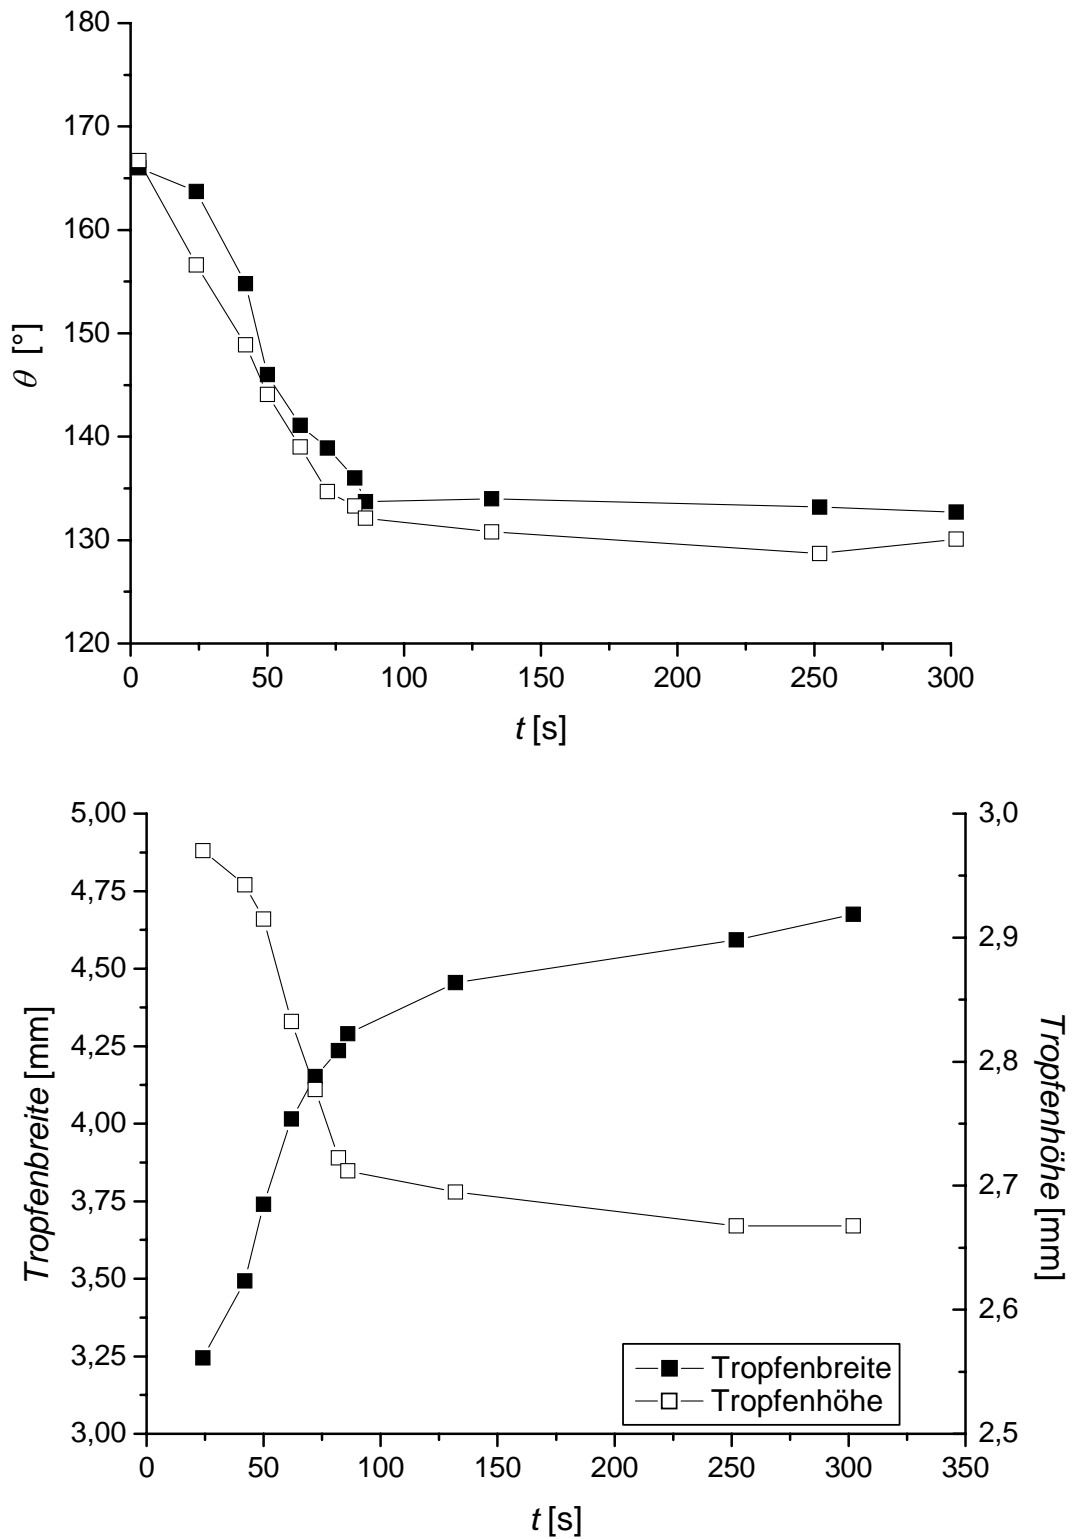 180
170
160
150
140
130
120
θ [°]
0 50 100 150 200 250 300
t [s]
5,00
4,75
4,50
4,25
4,00
3,75
3,50
3,25
3,00
Tropfenbreite [mm]
3,0
2,9
2,8
2,7
2,6
2,5
Tropfenhöhe [mm]
Tropfenbreite
Tropfenhöhe
0 50 100 150 200 250 300 350
t [s]